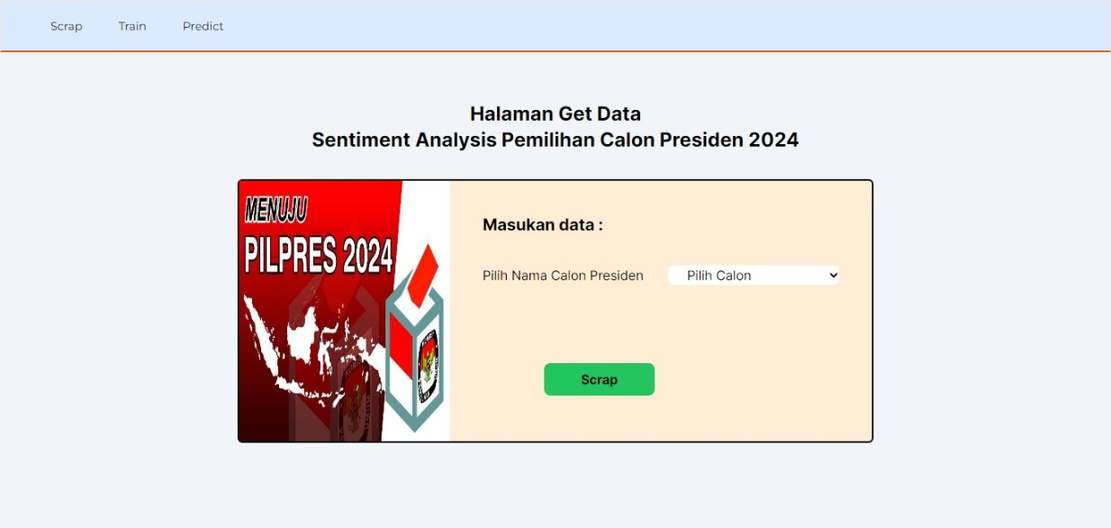 Scrap Train Predict
Halaman Get Data
Sentiment Analysis Pemilihan Calon Presiden 2024
MENUJU
PILPRES 2024
Masukan data :
Pilih Nama Calon Presiden Pilih Calon
Scrap